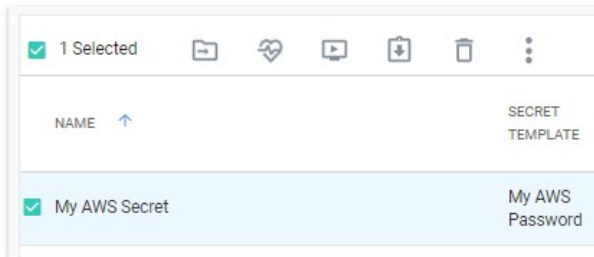 1 Selected
NAME
SECRET
TEMPLATE
My AWS Secret
My AWS
Password